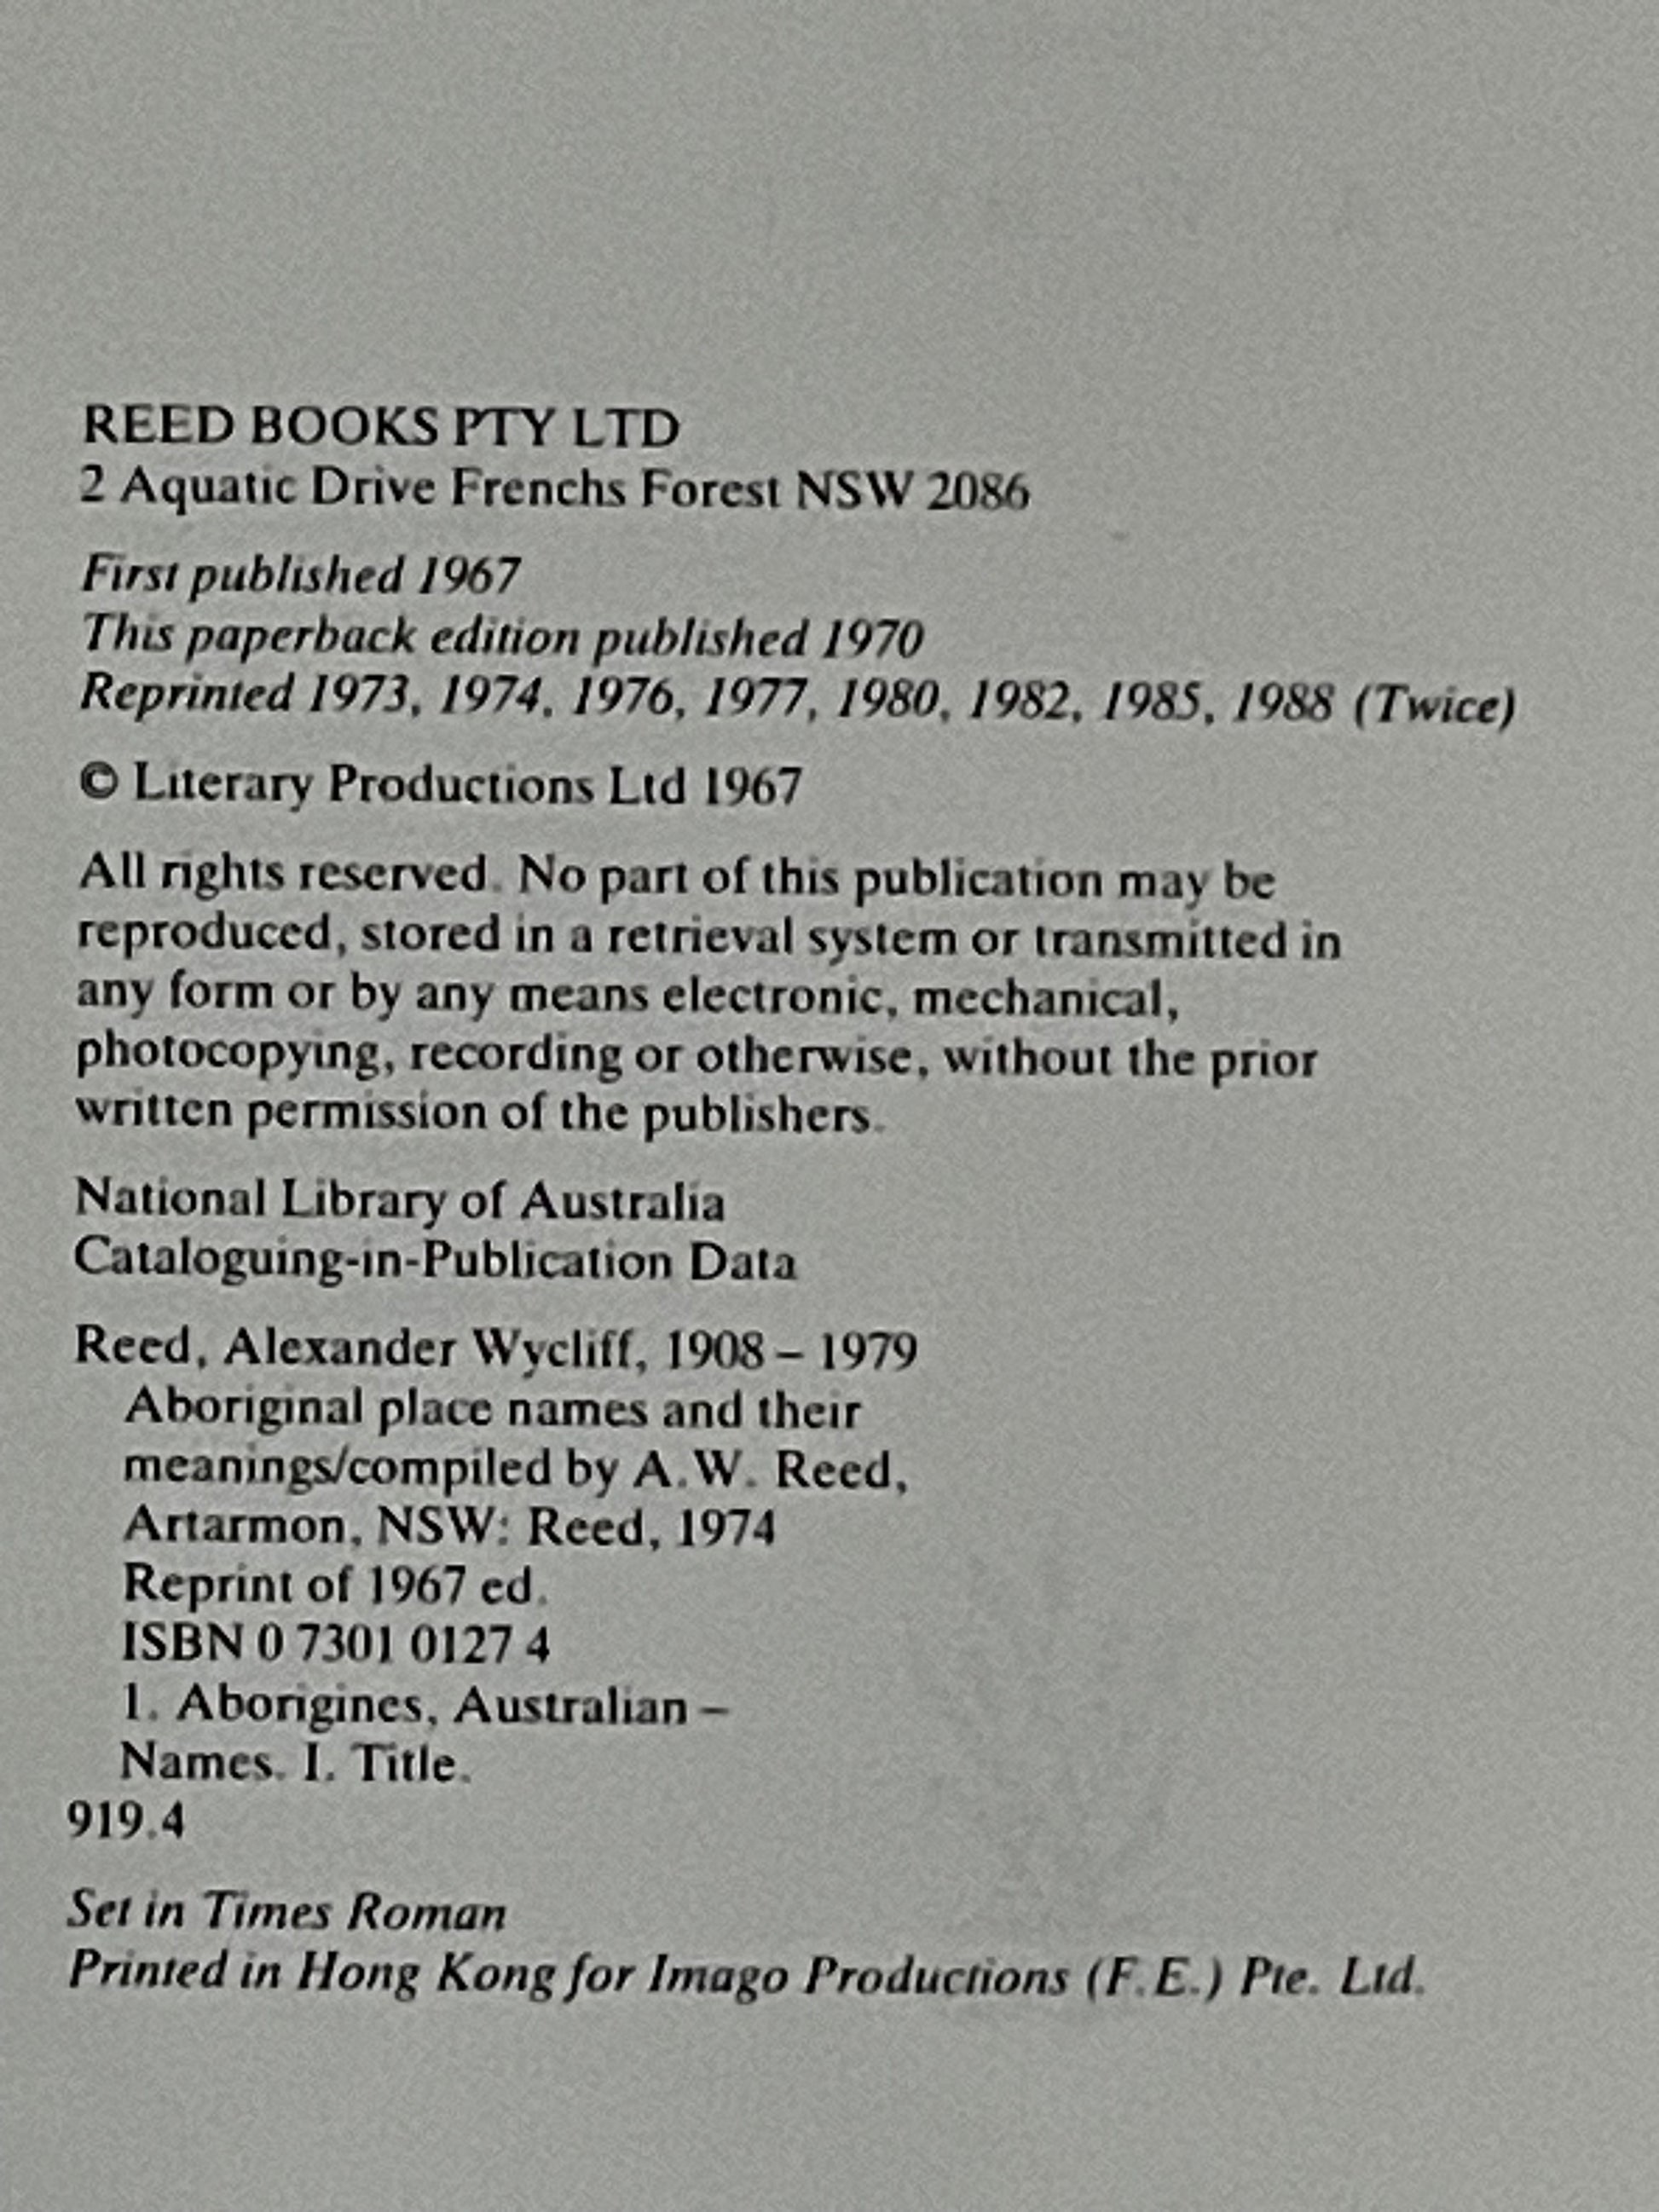 REED BOOKS PTY LTD
2 Aquatic Drive Frenchs Forest NSW 2086
First published 1967
This paperback edition published 1970
Reprinted 1973, 1974, 1976, 1977, 1980, 1982, 1985, 1988 (Twice)
© Literary Productions Ltd 1967
All rights reserved. No part of this publication may be
reproduced, stored in a retrieval system or transmitted in
any form or by any means electronic, mechanical,
photocopying, recording or otherwise, without the prior
written permission of the publishers.
National Library of Australia
Cataloguing-in-Publication Data
Reed, Alexander Wycliff, 1908 – 1979
Aboriginal place names and their
meanings/compiled by A.W. Reed,
Artarmon, NSW: Reed, 1974
Reprint of 1967 ed.
ISBN 0 7301 0127 4
1. Aborigines, Australian –
Names. I. Title.
919.4
Set in Times Roman
Printed in Hong Kong for Imago Productions (F.E.) Pte. Ltd.